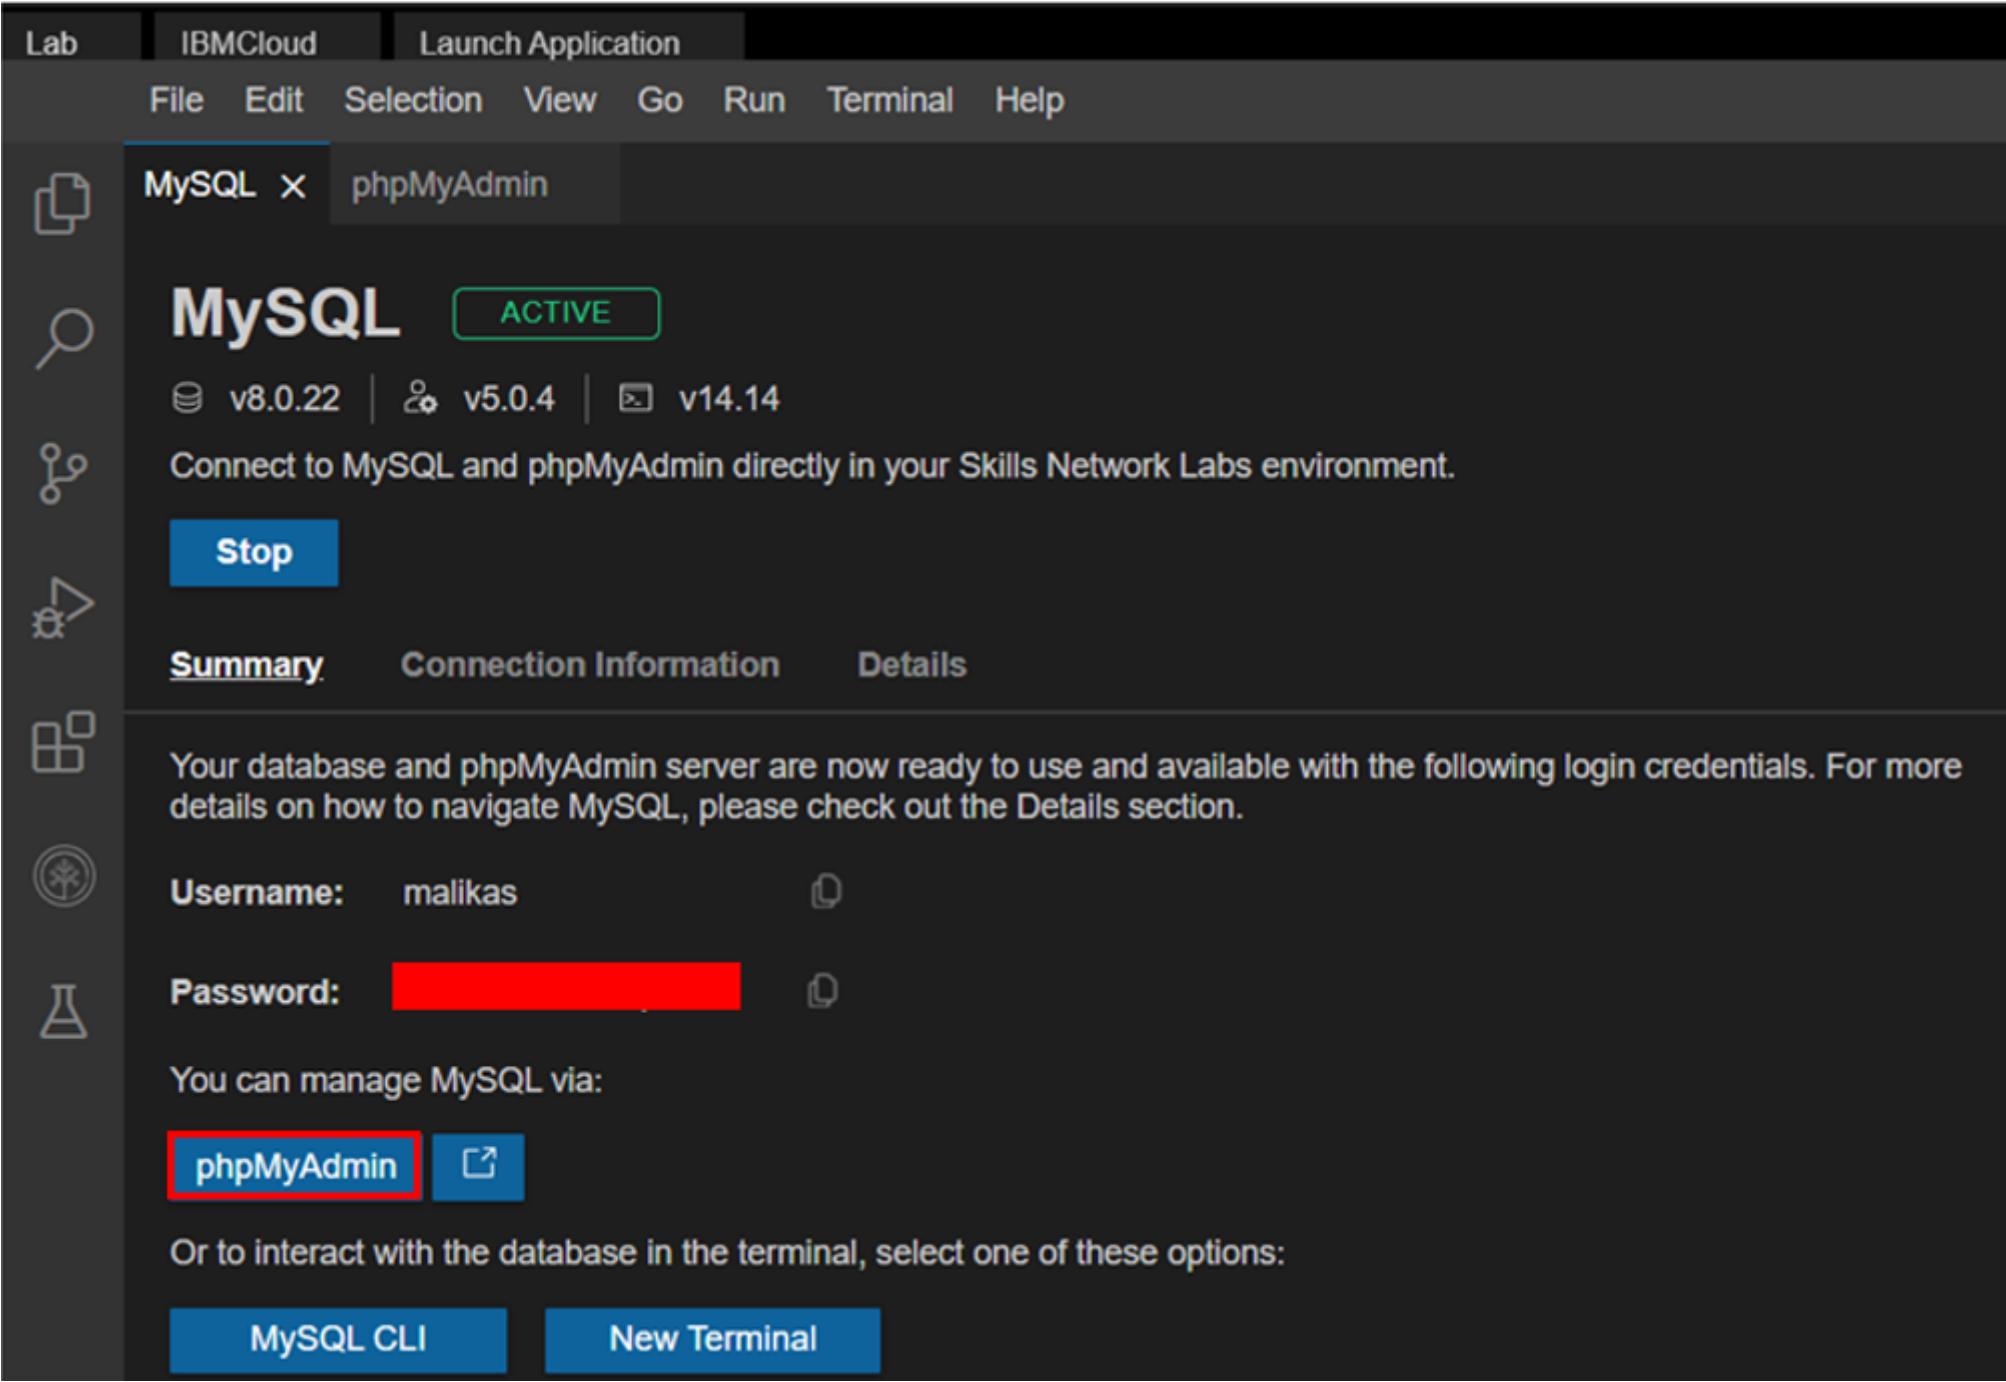 Lab IBMCloud Launch Application
File Edit Selection View Go Run Terminal Help
MySQL phpMyAdmin
MySQL ACTIVE
v8.0.22 v5.0.4 v14.14
Connect to MySQL and phpMyAdmin directly in your Skills Network Labs environment.
Stop
Summary Connection Information Details
Your database and phpMyAdmin server are now ready to use and available with the following login credentials. For more
details on how to navigate MySQL, please check out the Details section.
Username: malikas
Password:
You can manage MySQL via:
phpMyAdmin
Or to interact with the database in the terminal, select one of these options:
MySQL CLI New Terminal